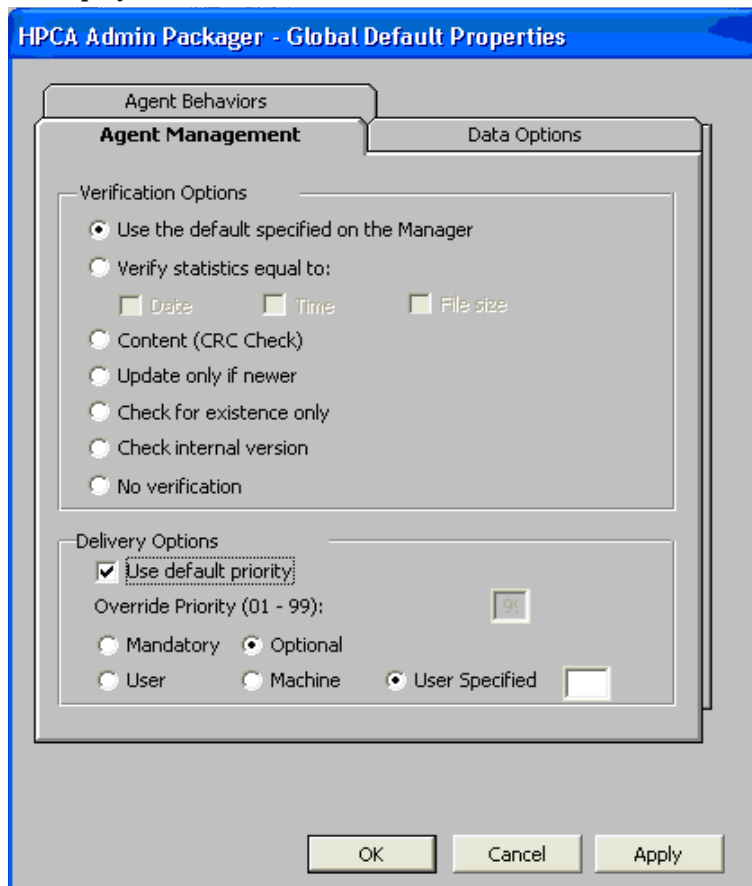 HPCA Admin Packager - Global Default Properties
Agent Behaviors
Agent Management
Data Options
Verification Options
Use the default specified on the Manager
Verify statistics equal to:
Date Time File size
Content (CRC Check)
Update only if newer
Check for existence only
Check internal version
No verification
Delivery Options
Use default priority
Override Priority (01 - 99): 99
Mandatory Optional
User Machine User Specified
OK Cancel Apply